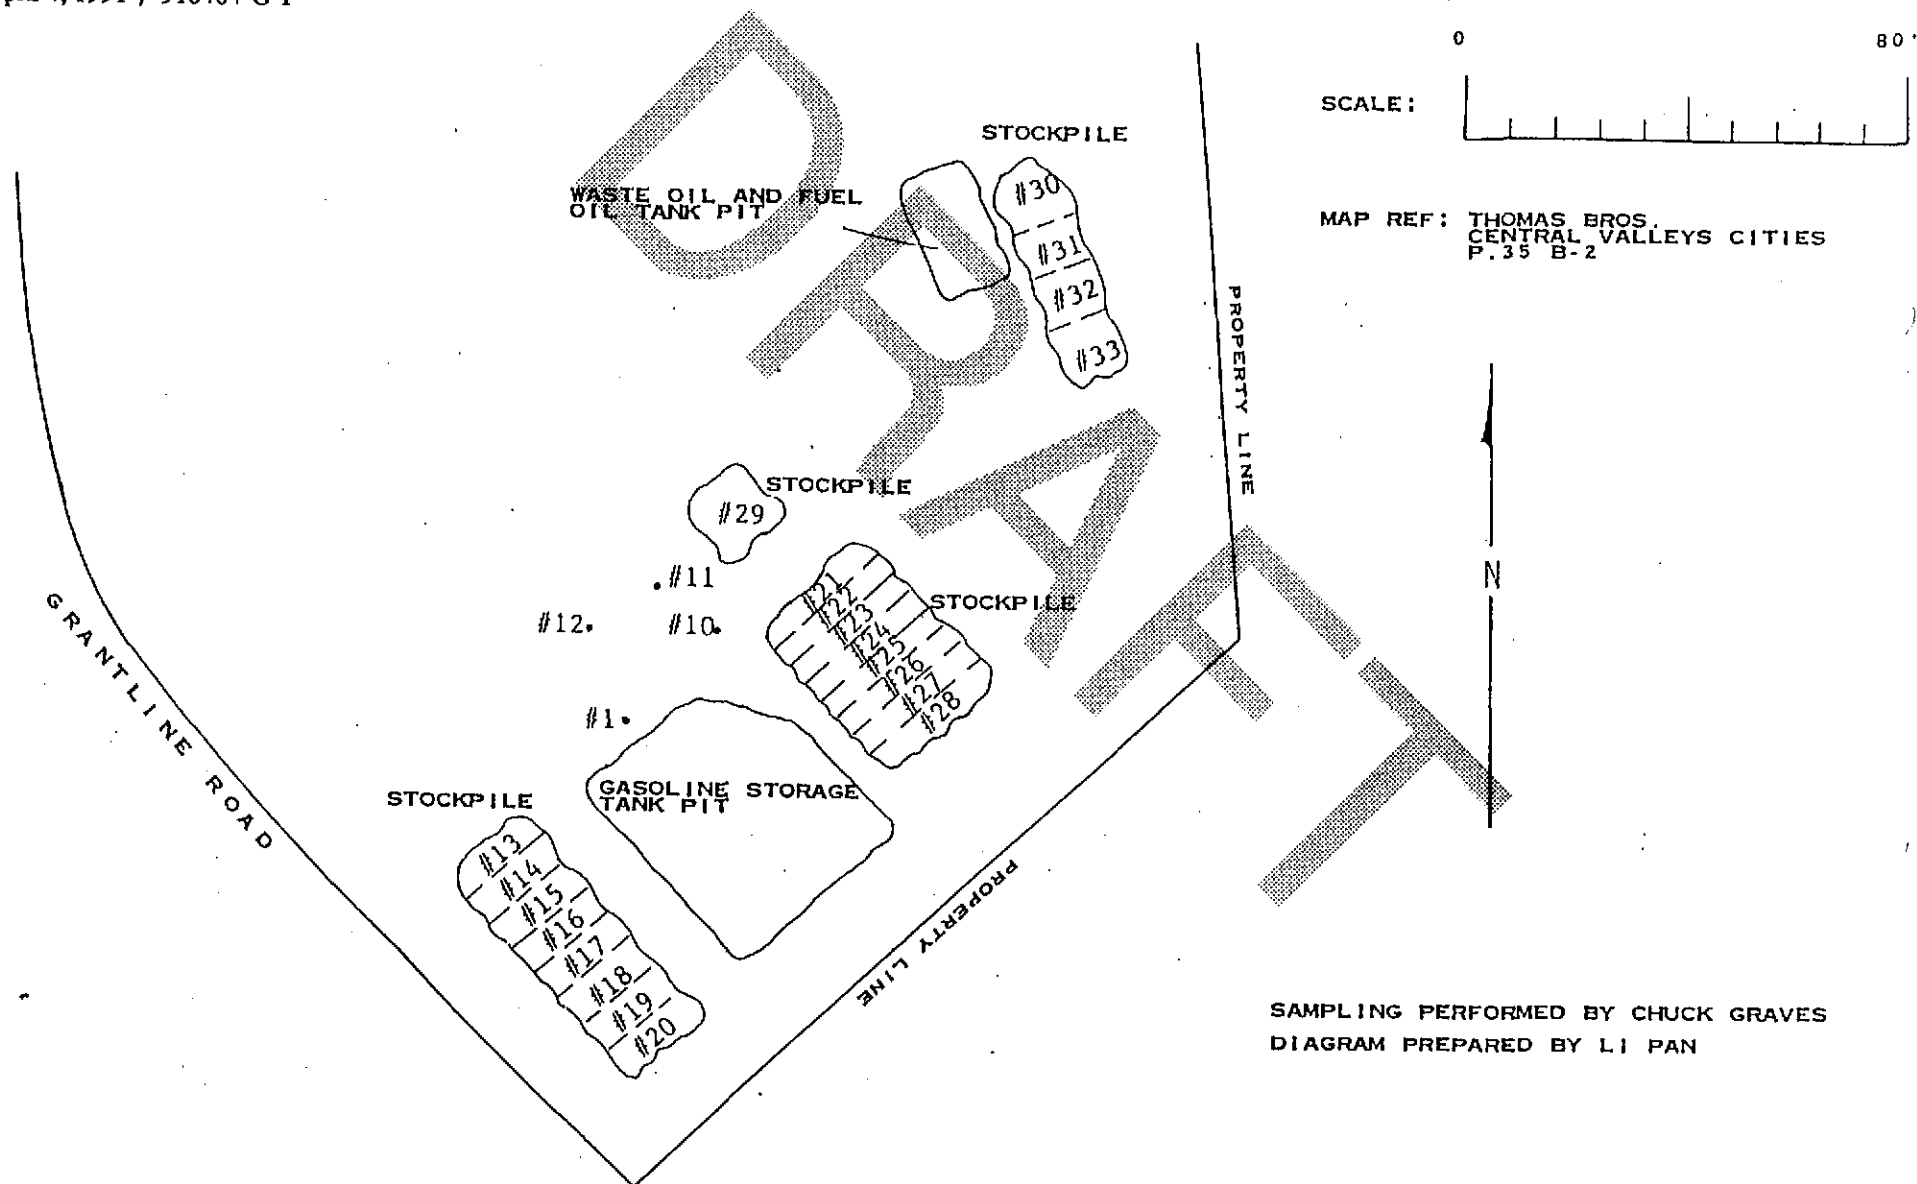 0 80'
SCALE:
STOCKPILE
#30
WASTE OIL AND FUEL
OIL TANK PIT
MAP REF: THOMAS BROS.
CENTRAL VALLEYS CITIES
P.35 B-2
#31
#32
#33
PROPERTY LINE
STOCKPILE
#29
N
#11
#12.
#10.
STOCKPILE
#21
#22
#23
#24
#25
#26
#27
#28
GRANTLINE ROAD
#1.
GASOLINE STORAGE
TANK PIT
STOCKPILE
#13
#14
#15
#16
#17
#18
#19
#20
PROPERTY LINE
SAMPLING PERFORMED BY CHUCK GRAVES
DIAGRAM PREPARED BY LI PAN
DRAFT